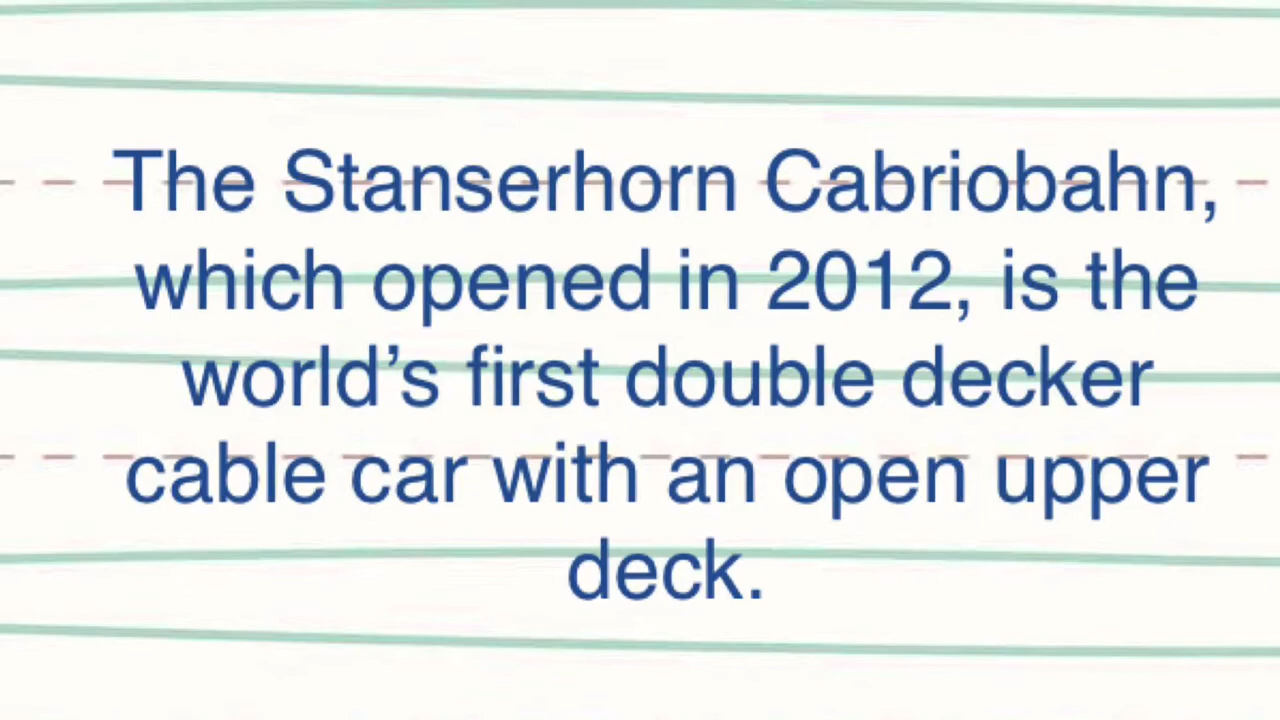 The Stanserhorn Cabriobahn,
which opened in 2012, is the
world’s first double decker
cable car with an open upper
deck.